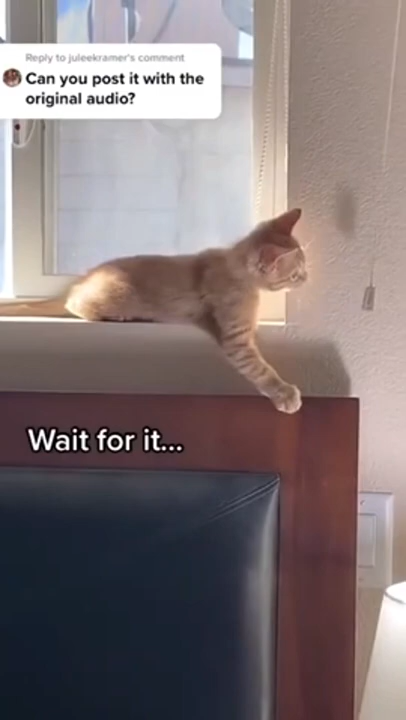 Reply to juleekramer's comment
Can you post it with the
original audio?
Wait for it...